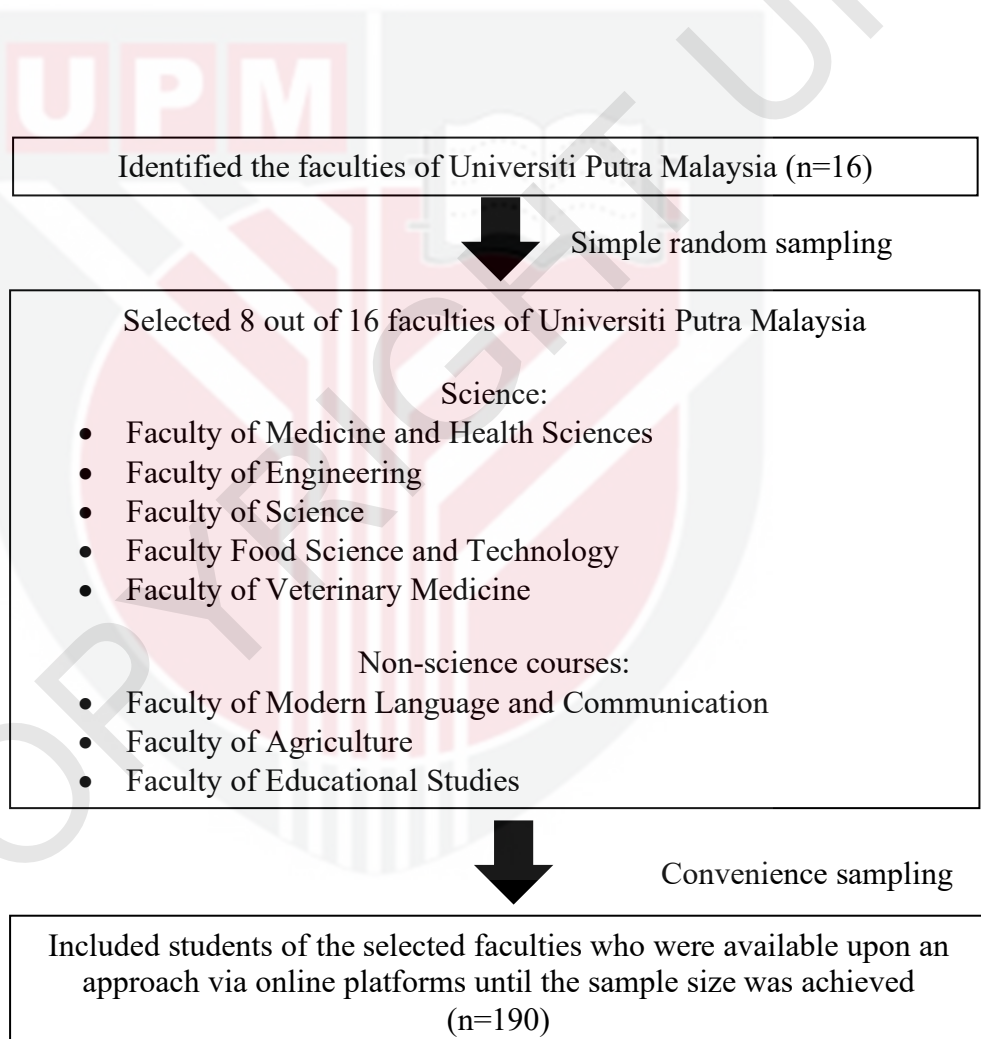 UPM
Identified the faculties of Universiti Putra Malaysia (n=16)
Simple random sampling
Selected 8 out of 16 faculties of Universiti Putra Malaysia
Science:
• Faculty of Medicine and Health Sciences
• Faculty of Engineering
• Faculty of Science
• Faculty Food Science and Technology
• Faculty of Veterinary Medicine
Non-science courses:
• Faculty of Modern Language and Communication
• Faculty of Agriculture
• Faculty of Educational Studies
Convenience sampling
Included students of the selected faculties who were available upon an
approach via online platforms until the sample size was achieved
(n=190)
OPYRIGHT U